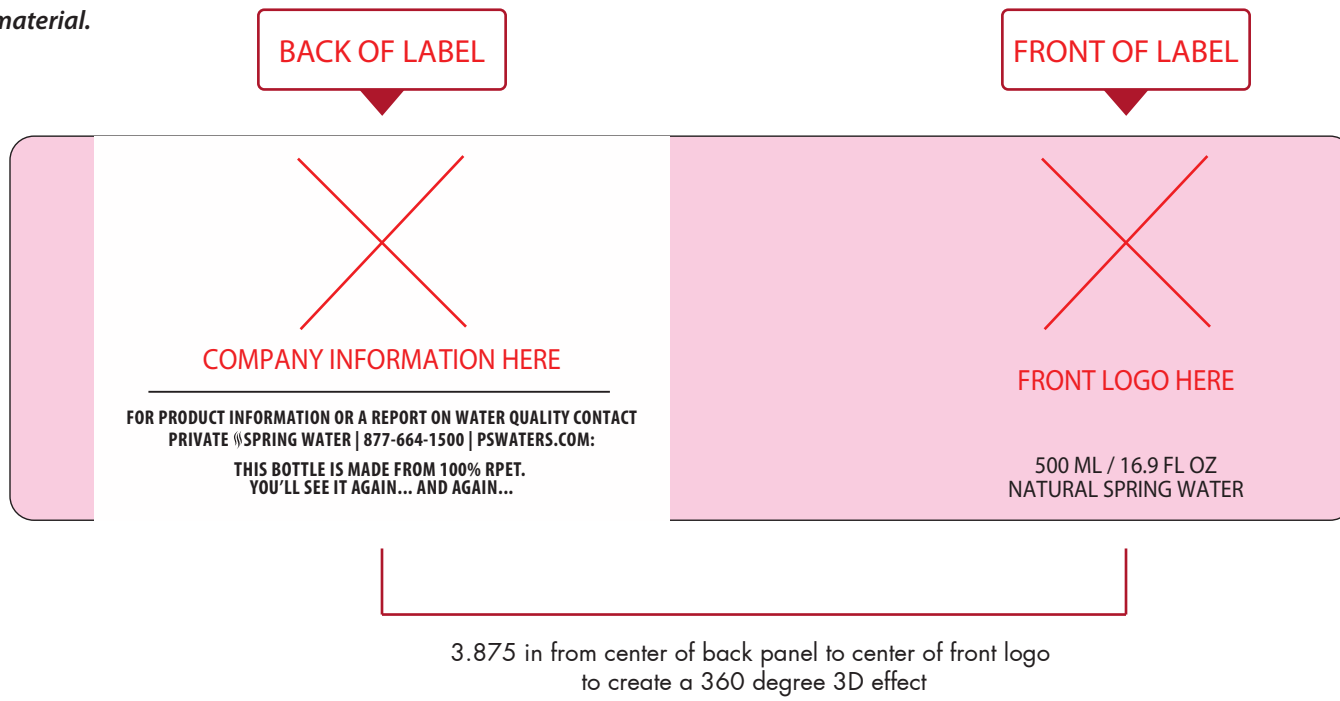 material.
BACK OF LABEL
FRONT OF LABEL
COMPANY INFORMATION HERE
FOR PRODUCT INFORMATION OR A REPORT ON WATER QUALITY CONTACT
PRIVATE SPRING WATER | 877-664-1500 | PSWATERS.COM:
THIS BOTTLE IS MADE FROM 100% RPET.
YOU'LL SEE IT AGAIN... AND AGAIN...
FRONT LOGO HERE
500 ML / 16.9 FL OZ
NATURAL SPRING WATER
3.875 in from center of back panel to center of front logo
to create a 360 degree 3D effect